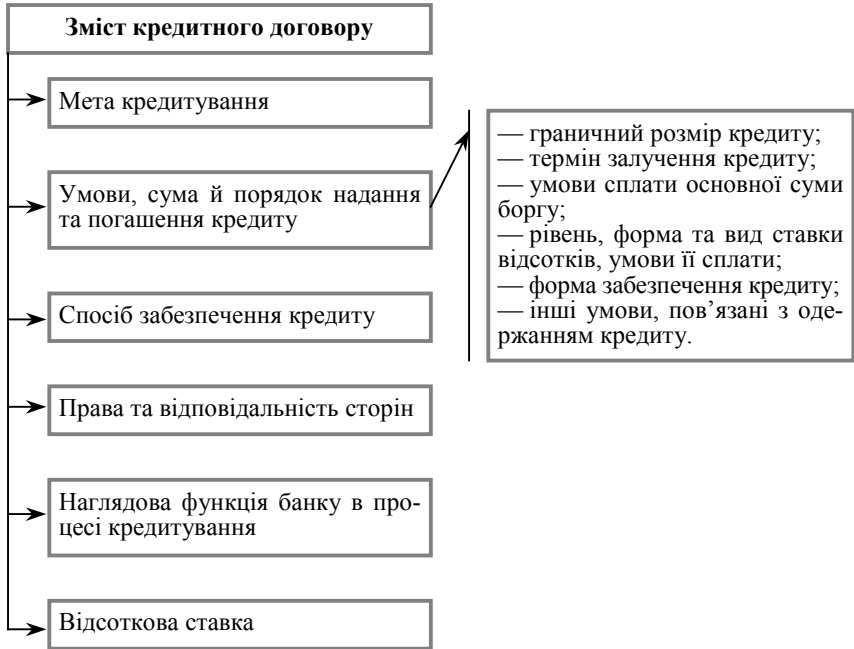 Зміст кредитного договору
Мета кредитування
Умови, сума й порядок надання
та погашення кредиту
— граничний розмір кредиту;
— термін залучення кредиту;
— умови сплати основної суми
боргу;
— рівень, форма та вид ставки
відсотків, умови її сплати;
— форма забезпечення кредиту;
— інші умови, пов’язані з оде-
ржанням кредиту.
Спосіб забезпечення кредиту
Права та відповідальність сторін
Наглядова функція банку в про-
цесі кредитування
Відсоткова ставка